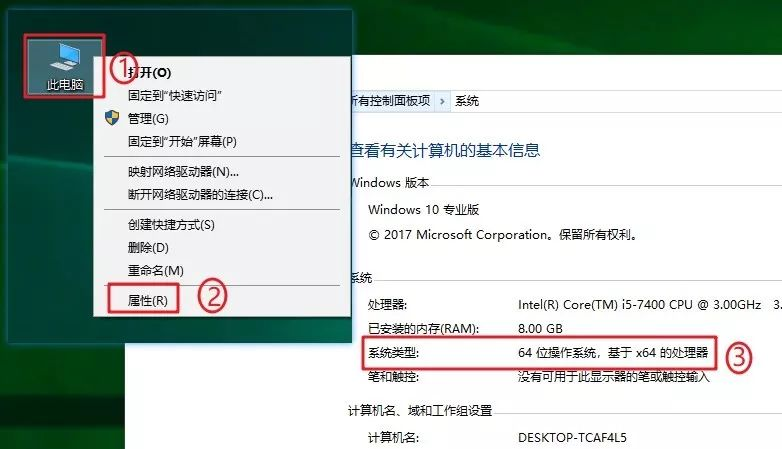 此电脑
①
打开(O)
固定到"快速访问"
管理(G)
固定到"开始"屏幕(P)
映射网络驱动器(N)...
断开网络驱动器的连接(C)...
创建快捷方式(S)
删除(D)
重命名(M)
属性(R)
②
所有控制面板项 › 系统
查看有关计算机的基本信息
Windows 版本
Windows 10 专业版
© 2017 Microsoft Corporation。保留所有权利。
系统
处理器: Intel(R) Core(TM) i5-7400 CPU @ 3.00GHz 3.
已安装的内存(RAM): 8.00 GB
系统类型: 64 位操作系统，基于 x64 的处理器
③
笔和触控: 没有可用于此显示器的笔或触控输入
计算机名、域和工作组设置
计算机名: DESKTOP-TCAF4L5